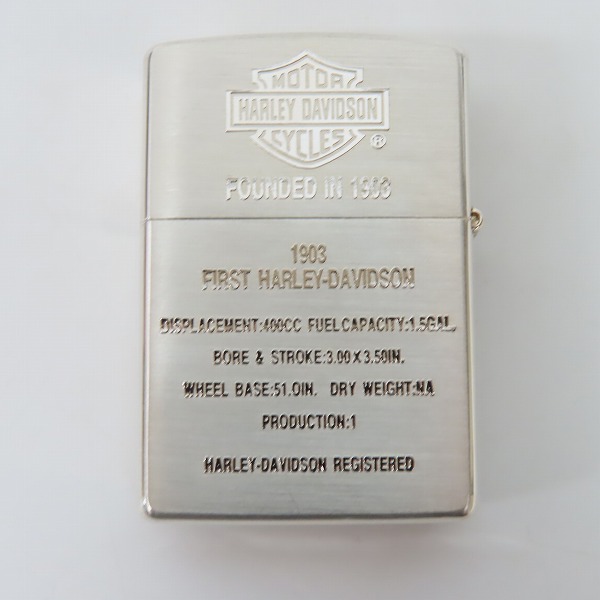 MOTOR
HARLEY DAVIDSON
CYCLES ®
FOUNDED IN 1903
1903
FIRST HARLEY-DAVIDSON
DISPLACEMENT:400CC FUEL CAPACITY:1.5GAL.
BORE & STROKE:3.00X3.50IN.
WHEEL BASE:51.0IN. DRY WEIGHT:NA
PRODUCTION:1
HARLEY-DAVIDSON REGISTERED